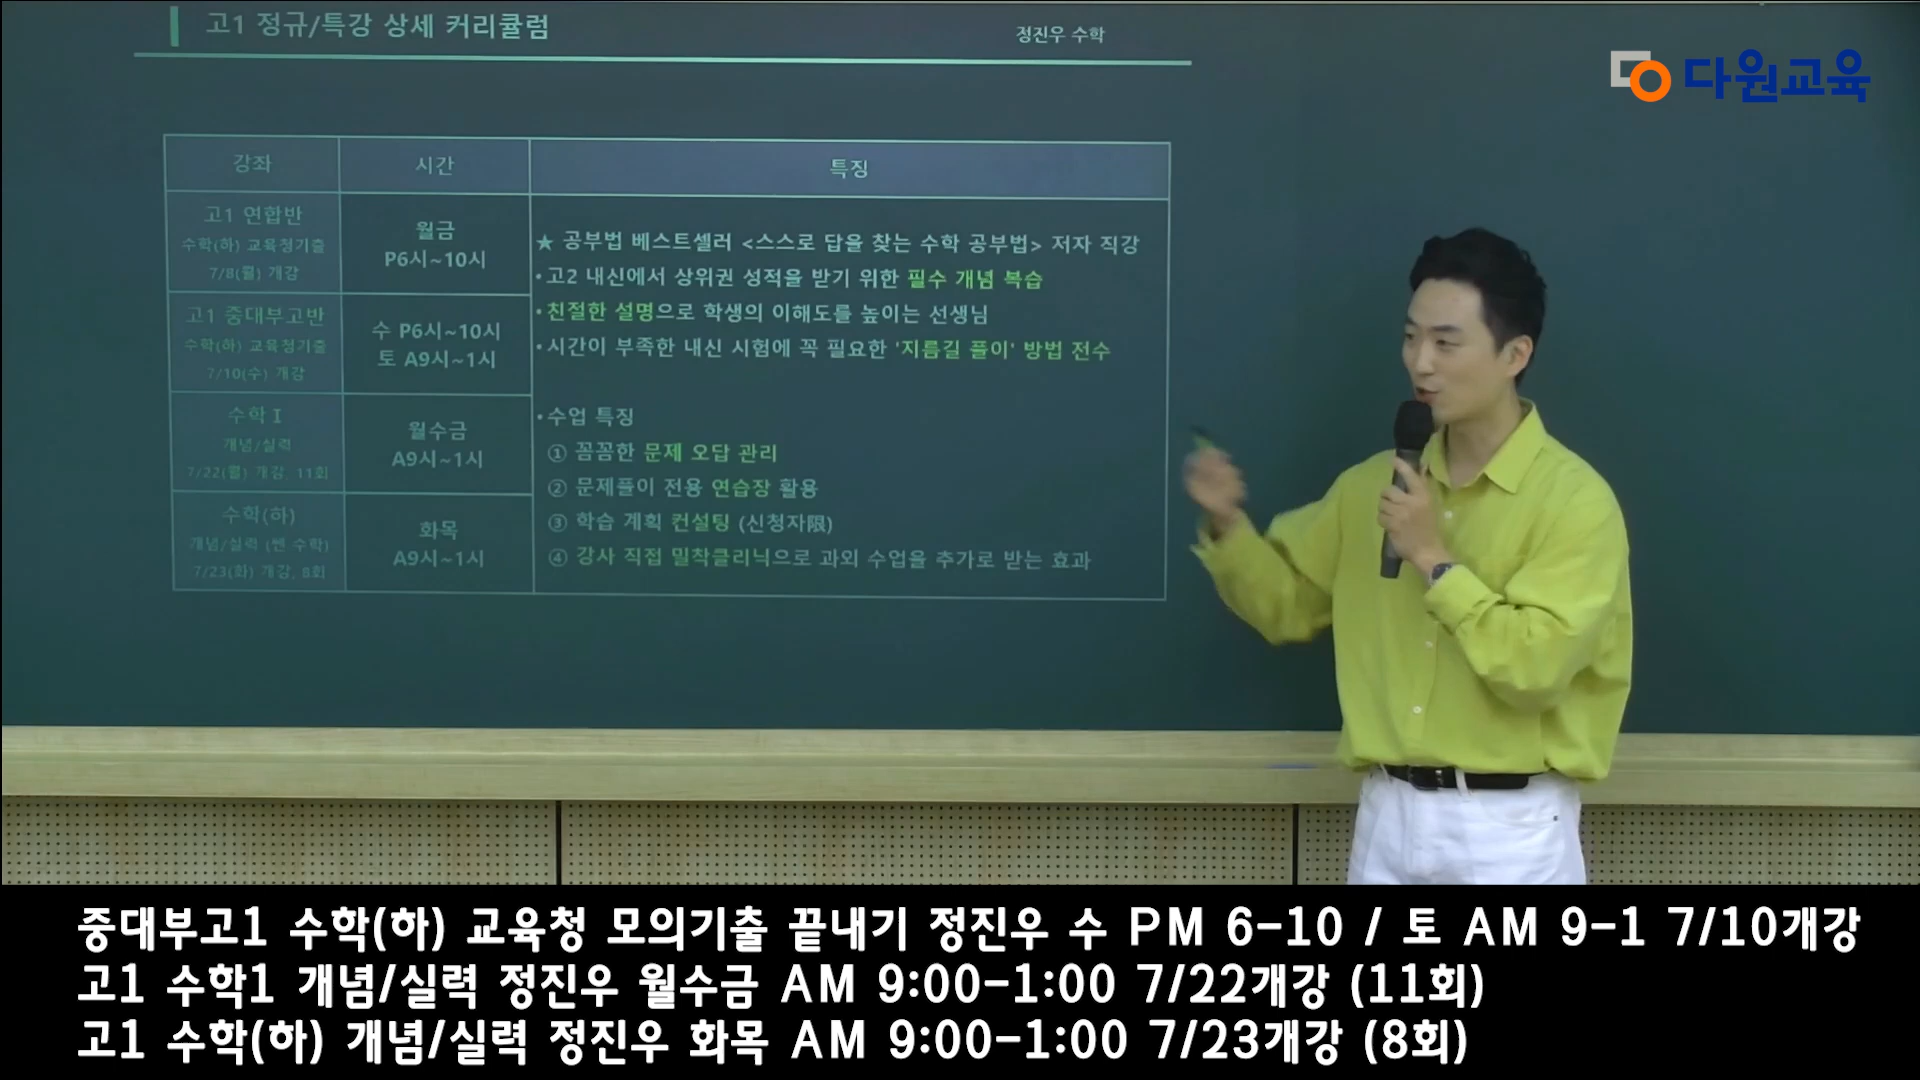 고1 정규/특강 상세 커리큘럼
정진우 수학
다원교육
강좌
시간
특징
고1 연합반
수학(하) 교육청기출
7/8(월) 개강
월금
P6시~10시
고1 중대부고반
수학(하) 교육청기출
7/10(수) 개강
수 P6시~10시
토 A9시~1시
수학 I
개념/실력
7/22(월) 개강, 11회
월수금
A9시~1시
수학(하)
개념/실력 (쎈 수학)
7/23(화) 개강, 8회
화목
A9시~1시
★ 공부법 베스트셀러 <스스로 답을 찾는 수학 공부법> 저자 직강
• 고2 내신에서 상위권 성적을 받기 위한 필수 개념 복습
• 친절한 설명으로 학생의 이해도를 높이는 선생님
• 시간이 부족한 내신 시험에 꼭 필요한 '지름길 풀이' 방법 전수
• 수업 특징
① 꼼꼼한 문제 오답 관리
② 문제풀이 전용 연습장 활용
③ 학습 계획 컨설팅 (신청자限)
④ 강사 직접 밀착클리닉으로 과외 수업을 추가로 받는 효과
중대부고1 수학(하) 교육청 모의기출 끝내기 정진우 수 PM 6-10 / 토 AM 9-1 7/10개강
고1 수학1 개념/실력 정진우 월수금 AM 9:00-1:00 7/22개강 (11회)
고1 수학(하) 개념/실력 정진우 화목 AM 9:00-1:00 7/23개강 (8회)